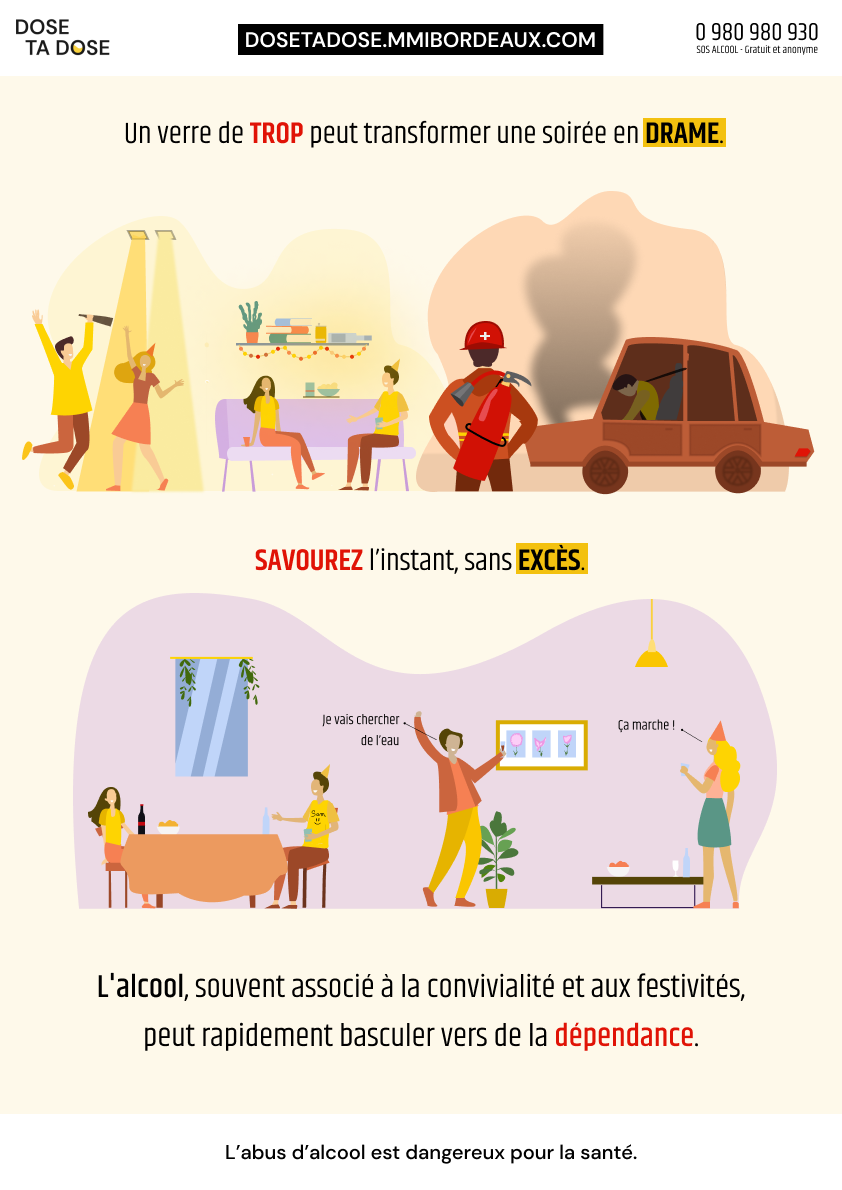 DOSE
TA DOSE
DOSETADOSE.MMIBORDEAUX.COM
0 980 980 930
SOS ALCOOL - Gratuit et anonyme
Un verre de TROP peut transformer une soirée en DRAME.
SAVOUREZ l'instant, sans EXCÈS.
Je vais chercher
de l'eau
Ça marche !
Sam
L'alcool, souvent associé à la convivialité et aux festivités,
peut rapidement basculer vers de la dépendance.
L'abus d'alcool est dangereux pour la santé.